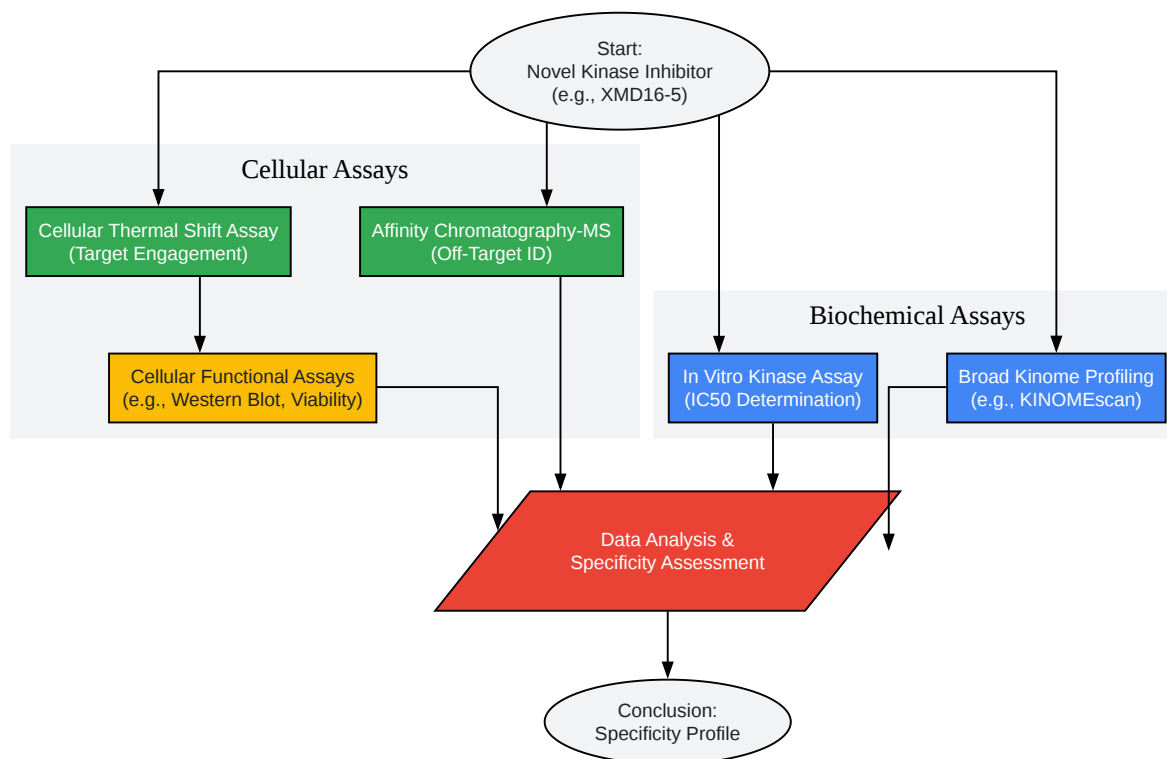 Start:
Novel Kinase Inhibitor
(e.g., XMD16-5)
Cellular Assays
Cellular Thermal Shift Assay
(Target Engagement)
Affinity Chromatography-MS
(Off-Target ID)
Cellular Functional Assays
(e.g., Western Blot, Viability)
Biochemical Assays
In Vitro Kinase Assay
(IC50 Determination)
Broad Kinome Profiling
(e.g., KINOMEscan)
Data Analysis &
Specificity Assessment
Conclusion:
Specificity Profile